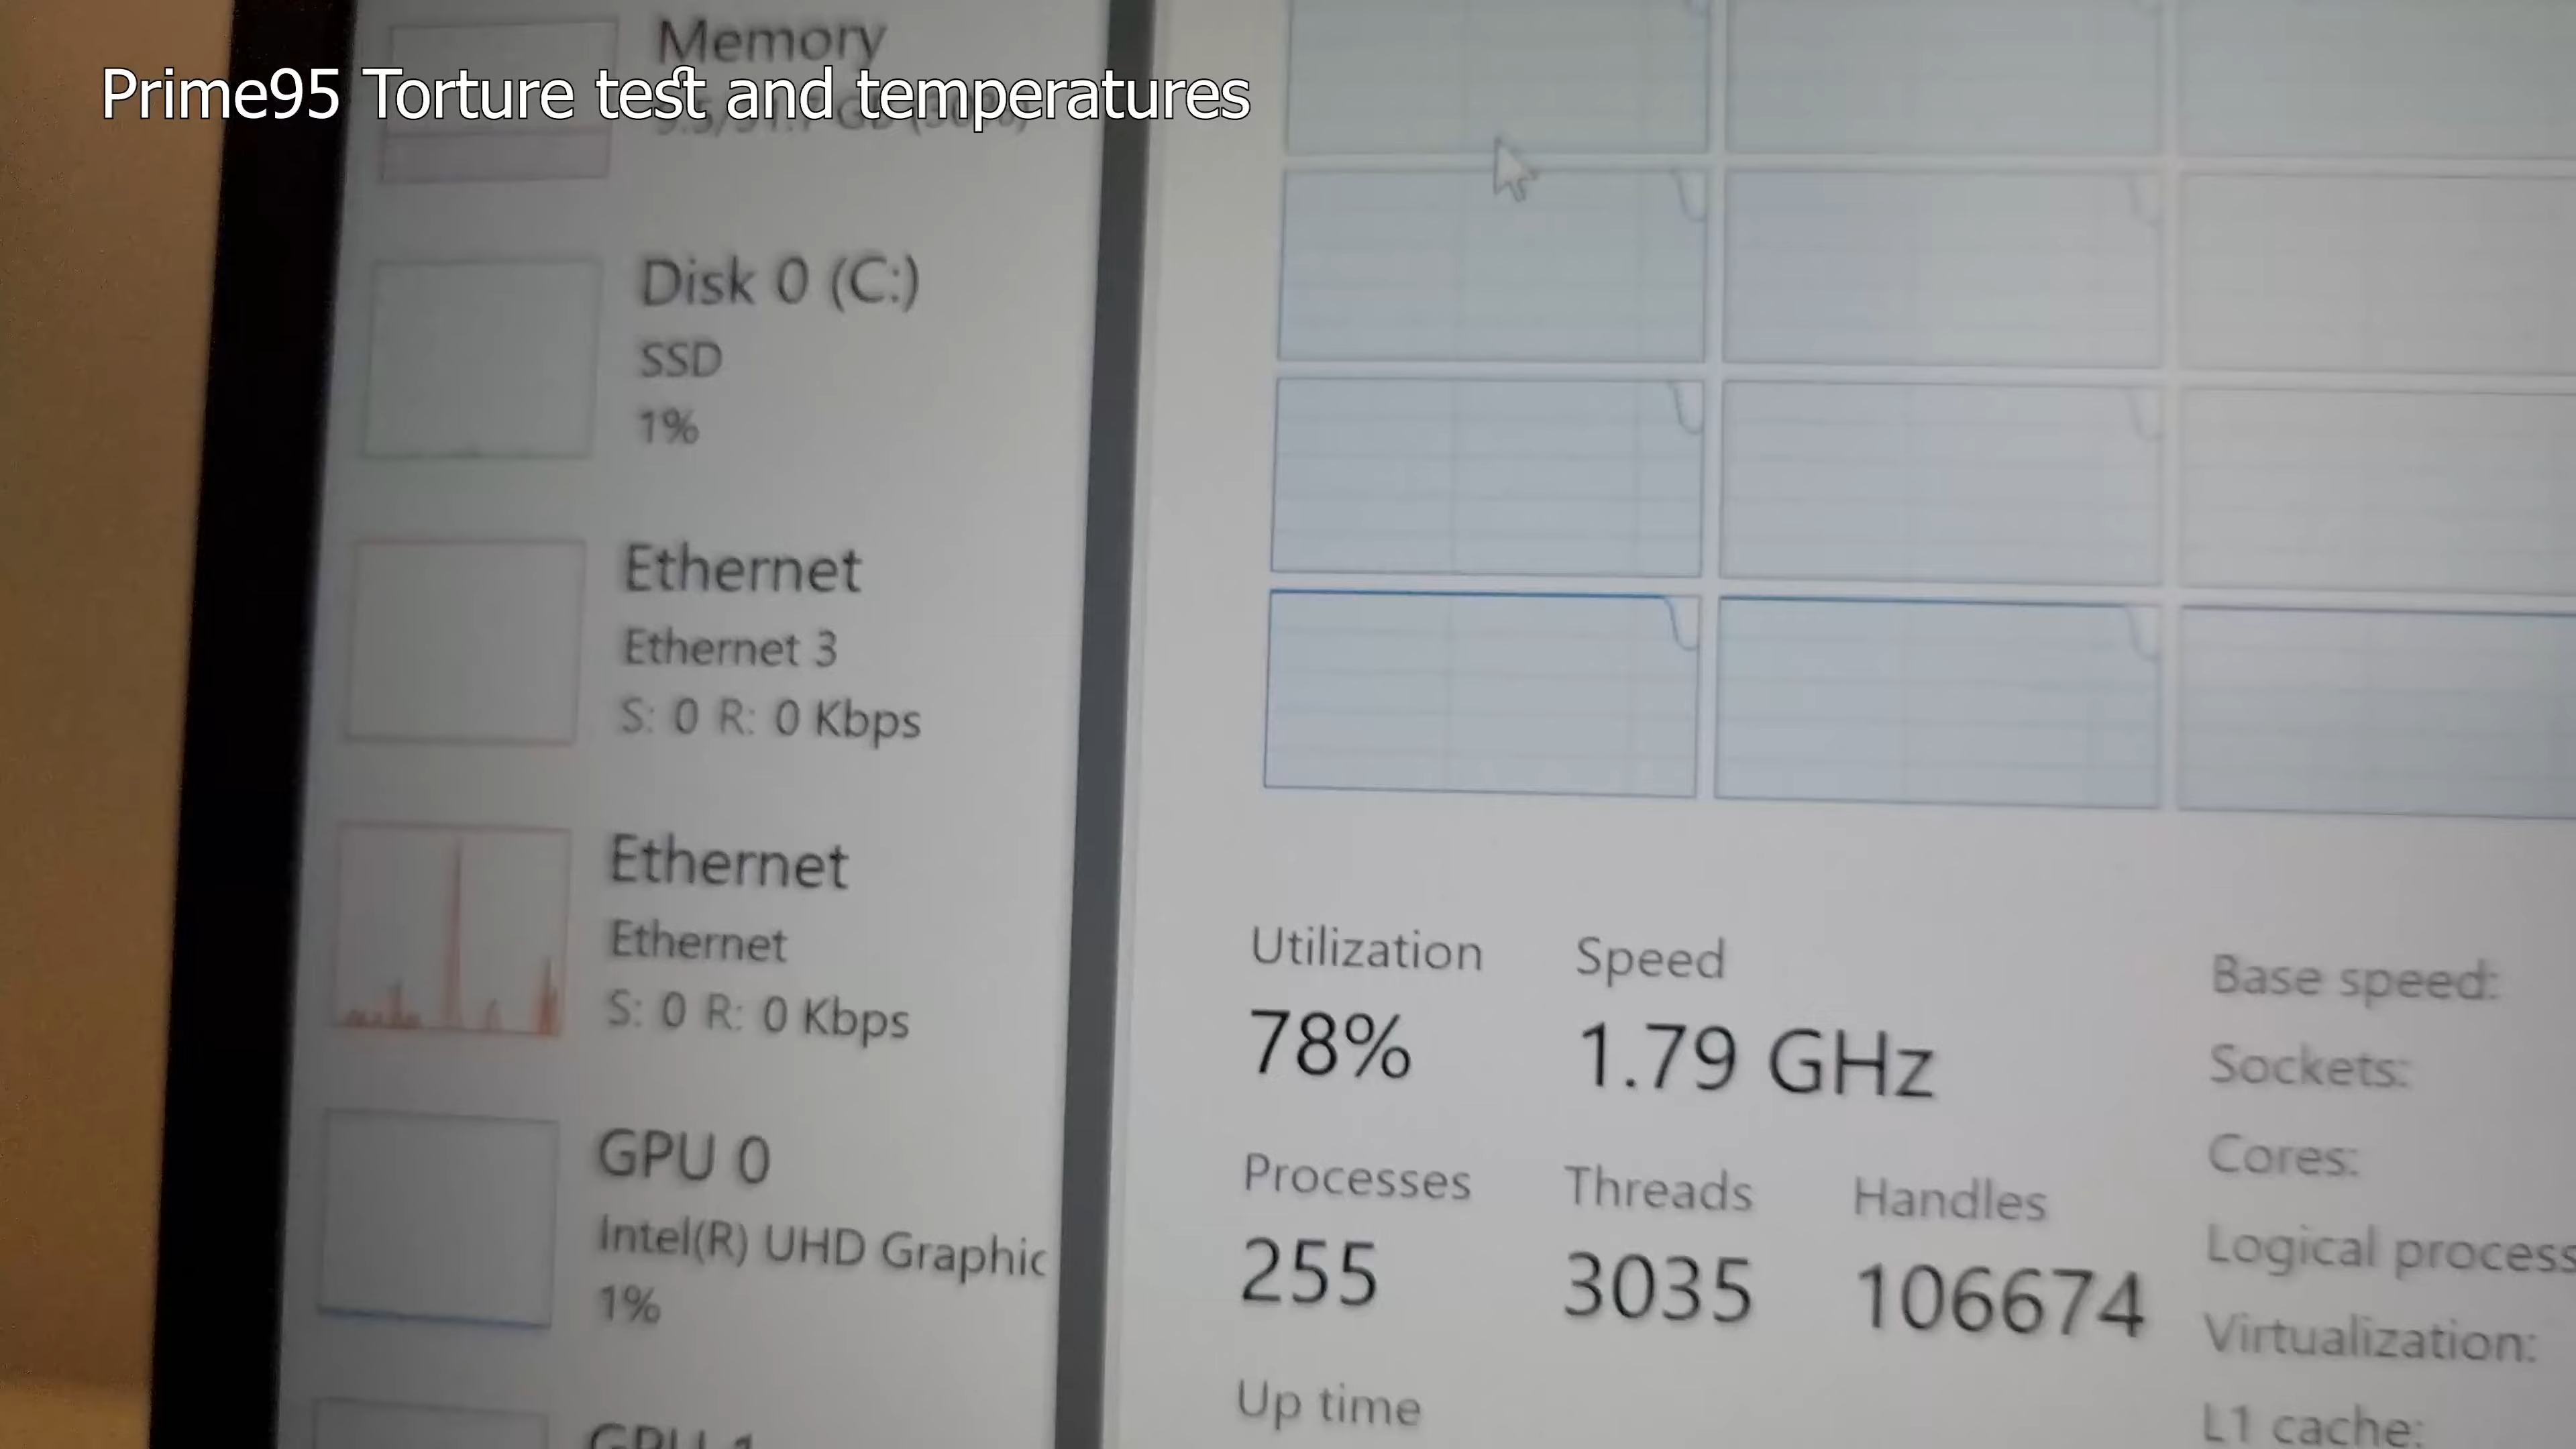 Prime95 Torture test and temperatures
Memory
Disk 0 (C:)
SSD
1%
Ethernet
Ethernet 3
S: 0 R: 0 Kbps
Ethernet
Ethernet
S: 0 R: 0 Kbps
GPU 0
Intel(R) UHD Graphic
1%
GPU 1
Utilization
Speed
78%
1.79 GHz
Processes
Threads
Handles
255
3035
106674
Up time
Base speed:
Sockets:
Cores:
Logical process
Virtualization:
L1 cache: